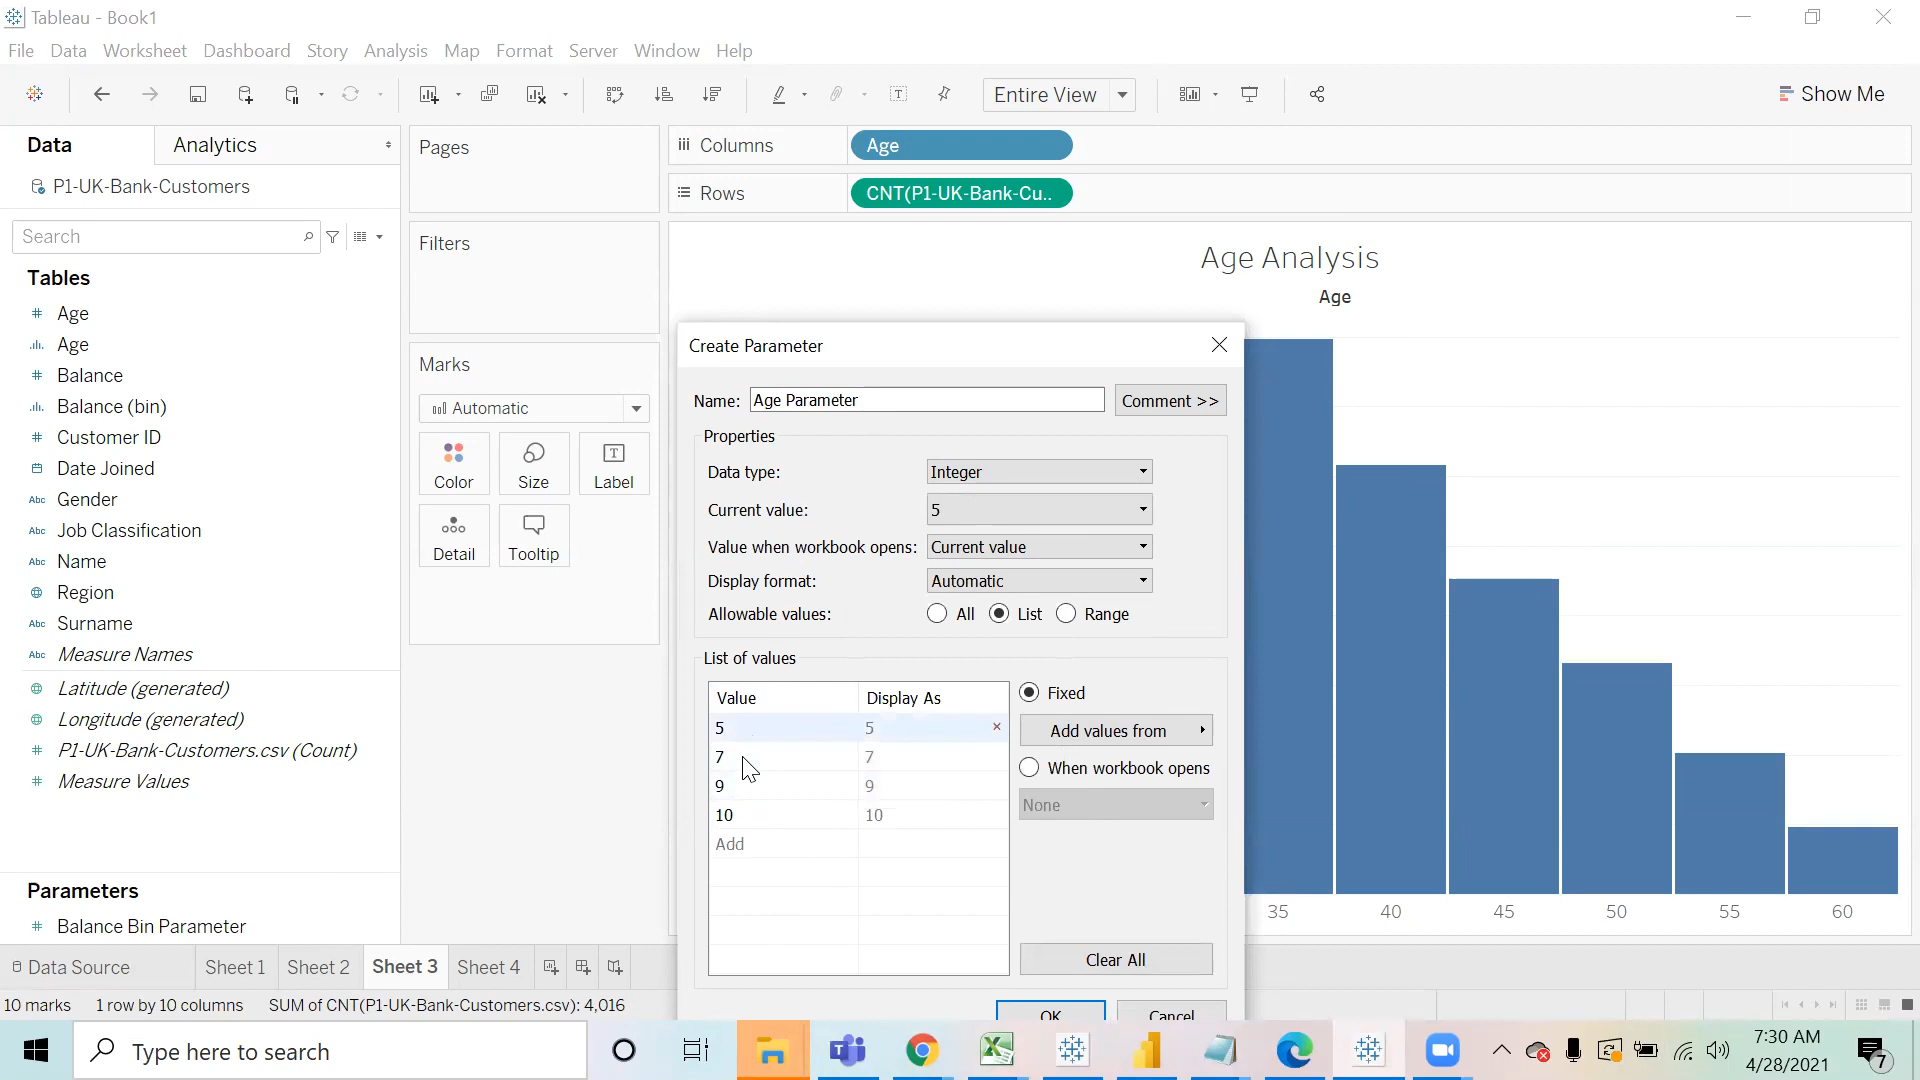 Tableau - Book1
File Data Worksheet Dashboard Story Analysis Map Format Server Window Help
Entire View
Show Me
Data
Analytics
P1-UK-Bank-Customers
Search
Tables
# Age
Age
# Balance
Balance (bin)
# Customer ID
Date Joined
Abc Gender
Abc Job Classification
Abc Name
Region
Abc Surname
Abc Measure Names
Latitude (generated)
Longitude (generated)
# P1-UK-Bank-Customers.csv (Count)
# Measure Values
Parameters
# Balance Bin Parameter
Pages
Filters
Marks
Automatic
Color Size Label
Detail Tooltip
Columns Age
Rows CNT(P1-UK-Bank-Cu..
Age Analysis
Age
Create Parameter
Name: Age Parameter Comment >>
Properties
Data type: Integer
Current value: 5
Value when workbook opens: Current value
Display format: Automatic
Allowable values: All List Range
List of values
Value Display As
5 5 ×
7 7
9 9
10 10
Add
Fixed
Add values from
When workbook opens
None
Clear All
OK Cancel
35 40 45 50 55 60
Data Source Sheet 1 Sheet 2 Sheet 3 Sheet 4
10 marks 1 row by 10 columns SUM of CNT(P1-UK-Bank-Customers.csv): 4,016
Type here to search
7:30 AM
4/28/2021
7